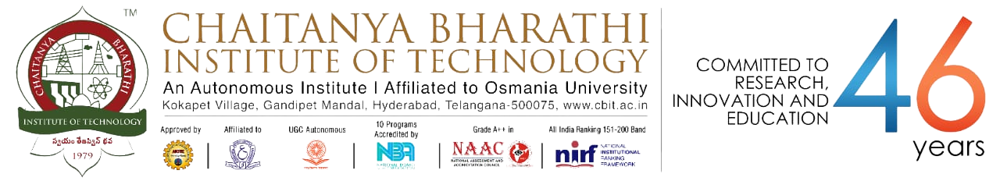 TM
CHAITANYA BHARATHI
INSTITUTE OF TECHNOLOGY
స్వయం తేజస్విన్ భవ
1979
CHAITANYA BHARATHI
INSTITUTE OF TECHNOLOGY
An Autonomous Institute I Affiliated to Osmania University
Kokapet Village, Gandipet Mandal, Hyderabad, Telangana-500075, www.cbit.ac.in
Approved by
AICTE
Affiliated to
UGC Autonomous
10 Programs
Accredited by
NBA
NATIONAL BOARD
Grade A++ in
NAAC
NATIONAL ASSESSMENT AND
ACCREDITATION COUNCIL
All India Ranking 151-200 Band
nirf
NATIONAL
INSTITUTIONAL
RANKING
FRAMEWORK
COMMITTED TO
RESEARCH,
INNOVATION AND
EDUCATION
46
years